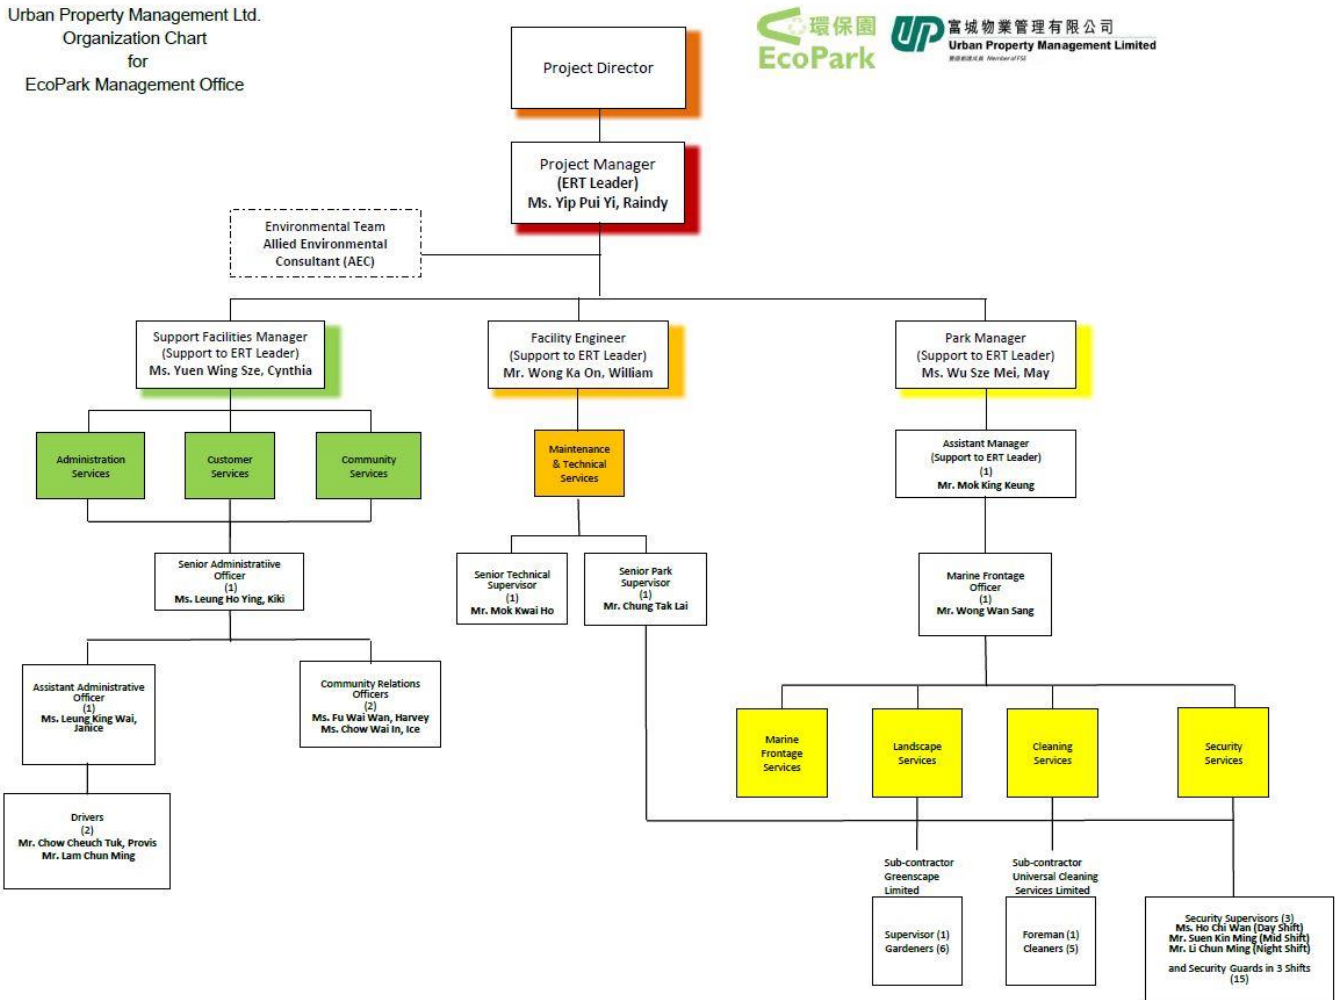 Urban Property Management Ltd.
Organization Chart
for
EcoPark Management Office
環保園
EcoPark
UP
富城物業管理有限公司
Urban Property Management Limited
豐盛創建成員 Member of FSE
Project Director
Project Manager
(ERT Leader)
Ms. Yip Pui Yi, Raindy
Environmental Team
Allied Environmental
Consultant (AEC)
Support Facilities Manager
(Support to ERT Leader)
Ms. Yuen Wing Sze, Cynthia
Facility Engineer
(Support to ERT Leader)
Mr. Wong Ka On, William
Park Manager
(Support to ERT Leader)
Ms. Wu Sze Mei, May
Administration
Services
Customer
Services
Community
Services
Maintenance
& Technical
Services
Assistant Manager
(Support to ERT Leader)
(1)
Mr. Mok King Keung
Senior Administratiive
Officer
(1)
Ms. Leung Ho Ying, Kiki
Senior Technical
Supervisor
(1)
Mr. Mok Kwai Ho
Senior Park
Supervisor
(1)
Mr. Chung Tak Lai
Marine Frontage
Officer
(1)
Mr. Wong Wan Sang
Assistant Administrative
Officer
(1)
Ms. Leung King Wai,
Janice
Community Relations
Officers
(2)
Ms. Fu Wai Wan, Harvey
Ms. Chow Wai In, Ice
Marine
Frontage
Services
Landscape
Services
Cleaning
Services
Security
Services
Drivers
(2)
Mr. Chow Cheuch Tuk, Provis
Mr. Lam Chun Ming
Sub-contractor
Greenscape
Limited
Sub-contractor
Universal Cleaning
Services Limited
Supervisor (1)
Gardeners (6)
Foreman (1)
Cleaners (5)
Security Supervisors (3)
Ms. Ho Chi Wan (Day Shift)
Mr. Suen Kin Ming (Mid Shift)
Mr. Li Chun Ming (Night Shift)
and Security Guards in 3 Shifts
(15)